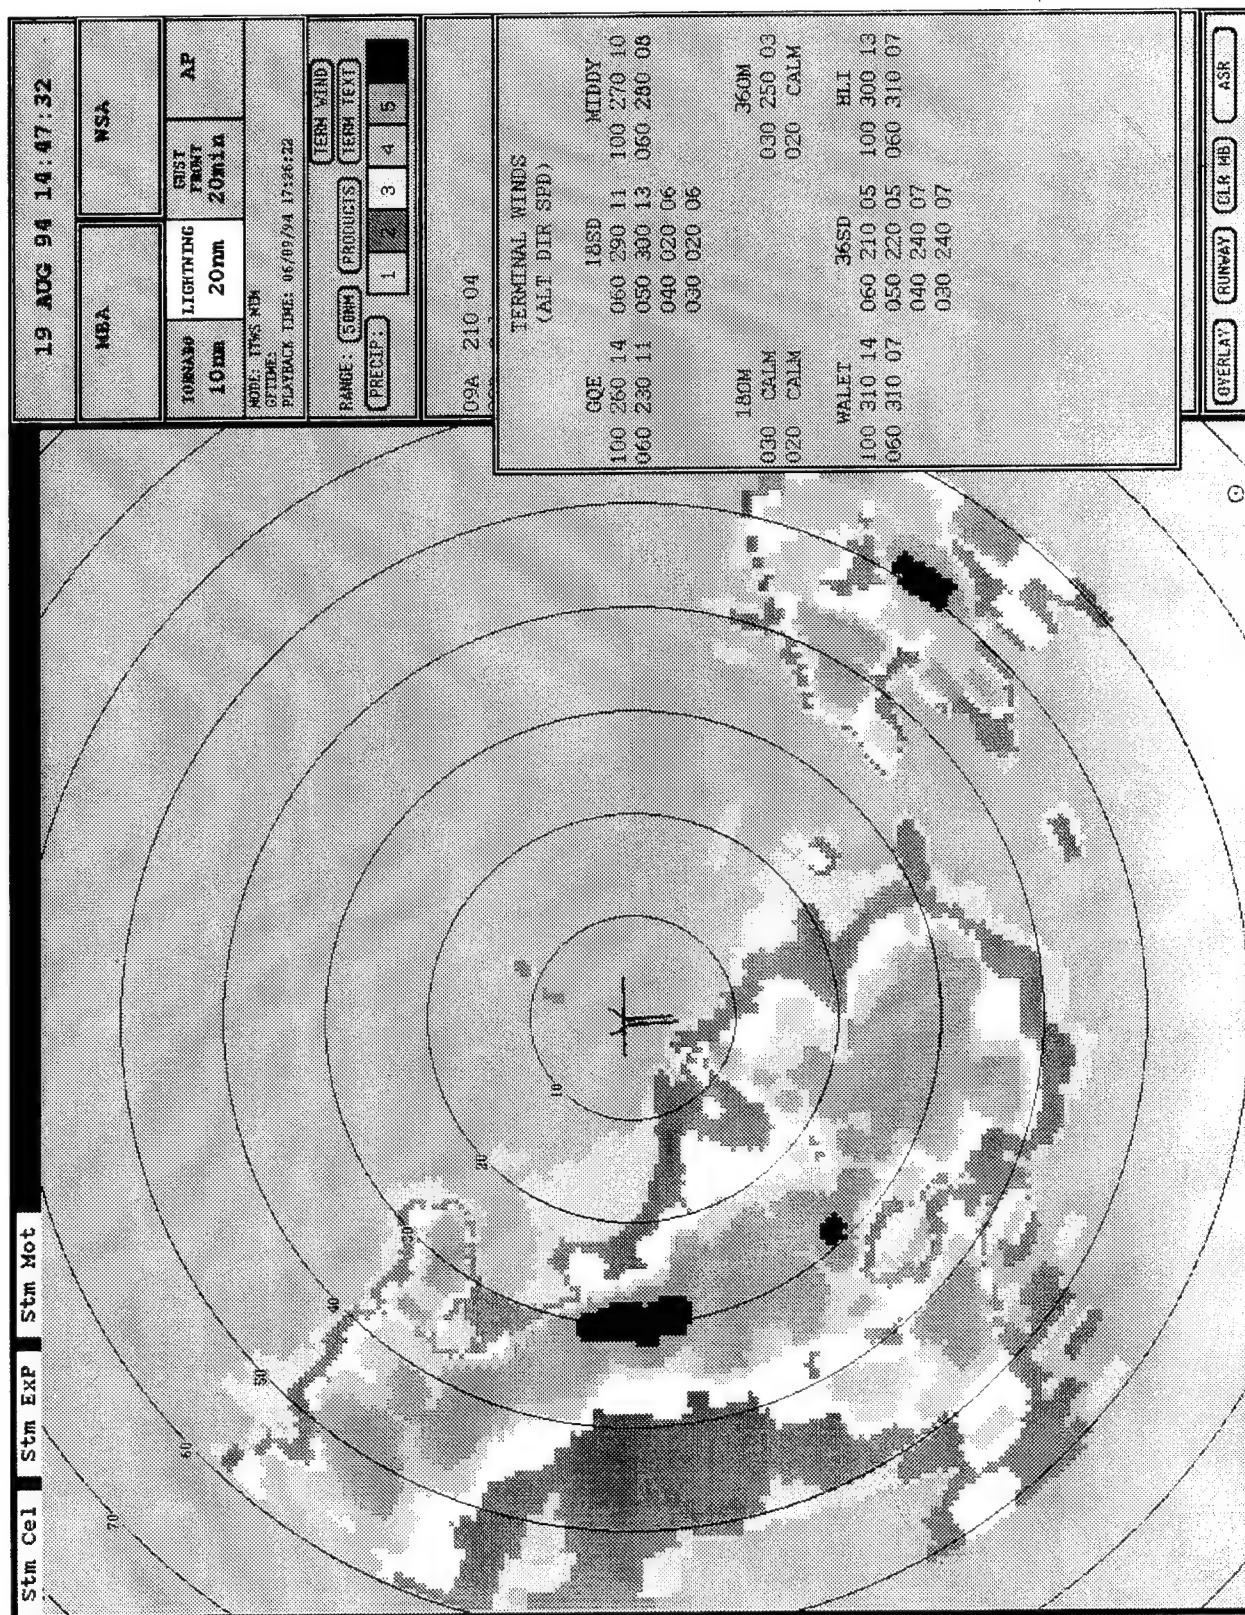 Stm Cel Stm ExP Stm Mot
19 AUG 94 14:47:32
MBA WSA
TORNADO LIGHTNING GUST FRONT AP
10nm 20nm 20min
MODE: ITWS
GFTIME:
PLAYBACK TIME: 06/09/94 17:26:22
RANGE: 50NM PRODUCTS TERM WIND
PRECIP: TERM TEXT
1 2 3 4 5
09A 210 04
TERMINAL WINDS
(ALT DIR SPD)
GQE 18SD MIDDY
100 260 14 060 290 11 100 270 10
060 230 11 050 300 13 060 280 08
040 020 06
030 020 06
18OM 36OM
030 CALM 030 250 03
020 CALM 020 CALM
WALET 36SD HLI
100 310 14 060 210 05 100 300 13
060 310 07 050 220 05 060 310 07
040 240 07
030 240 07
OVERLAY RUNWAY CLR MB ASR
10
20
30
40
50
60
70